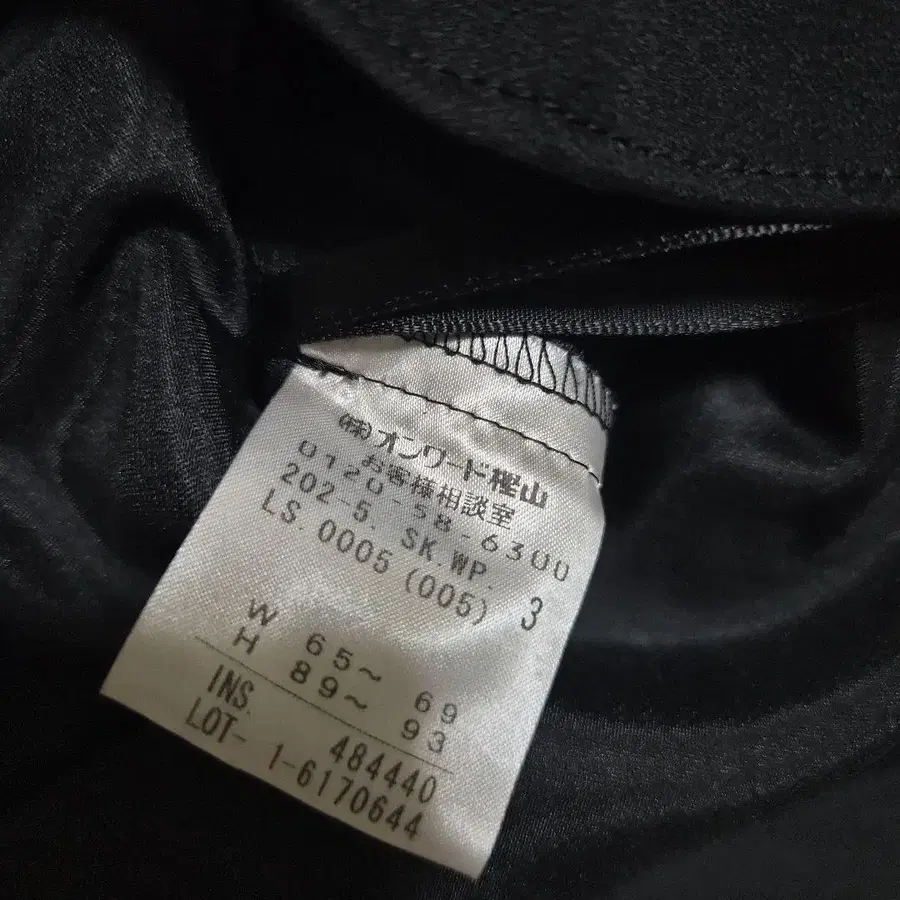 ㈱オンワード樫山
お客様相談室
0120-58-6300
202-5. SK.WP. 3
LS.0005(005)
W 65～ 69
H 89～ 93
INS. 484440
LOT- 1-6170644